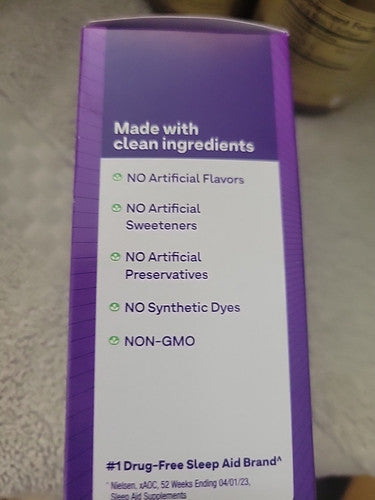 Made with
clean ingredients
NO Artificial Flavors
NO Artificial
Sweeteners
NO Artificial
Preservatives
NO Synthetic Dyes
NON-GMO
#1 Drug-Free Sleep Aid Brand^
^ Nielsen, xAOC, 52 Weeks Ending 04/01/23,
Sleep Aid Supplements